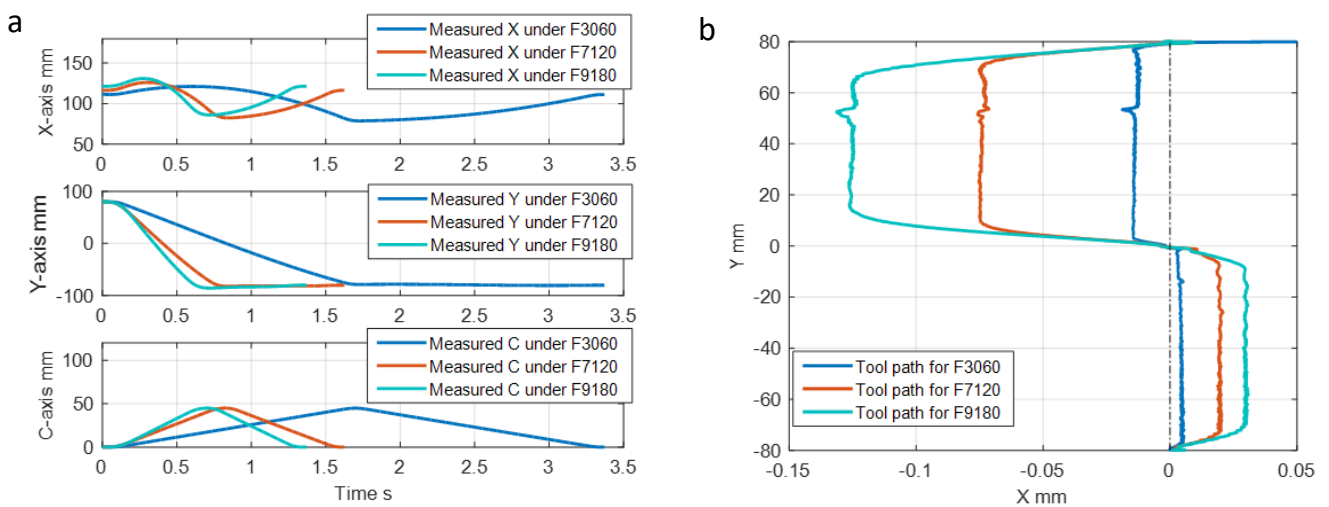 a
X-axis mm
150
100
50
0
0.5
1
1.5
2
2.5
3
3.5
Measured X under F3060
Measured X under F7120
Measured X under F9180
Y-axis mm
100
0
-100
0
0.5
1
1.5
2
2.5
3
3.5
Measured Y under F3060
Measured Y under F7120
Measured Y under F9180
C-axis mm
100
50
0
0
0.5
1
1.5
2
2.5
3
3.5
Measured C under F3060
Measured C under F7120
Measured C under F9180
Time s
b
Y mm
80
60
40
20
0
-20
-40
-60
-80
Tool path for F3060
Tool path for F7120
Tool path for F9180
-0.15
-0.1
-0.05
0
0.05
X mm